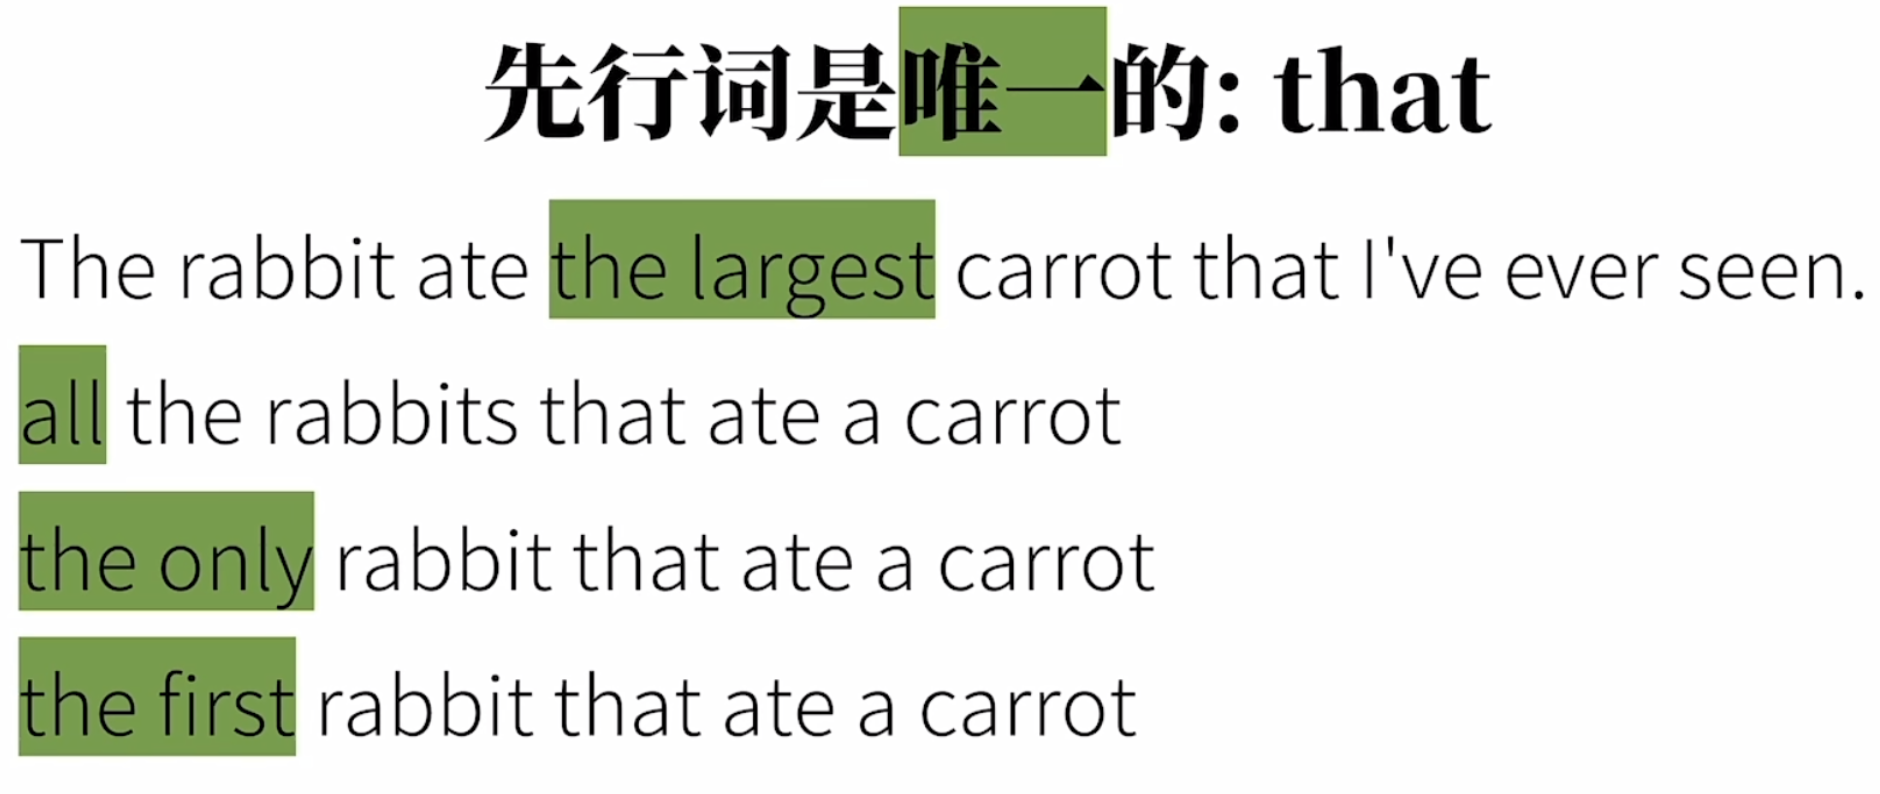 先行词是唯一的: that
The rabbit ate the largest carrot that I've ever seen.
all the rabbits that ate a carrot
the only rabbit that ate a carrot
the first rabbit that ate a carrot